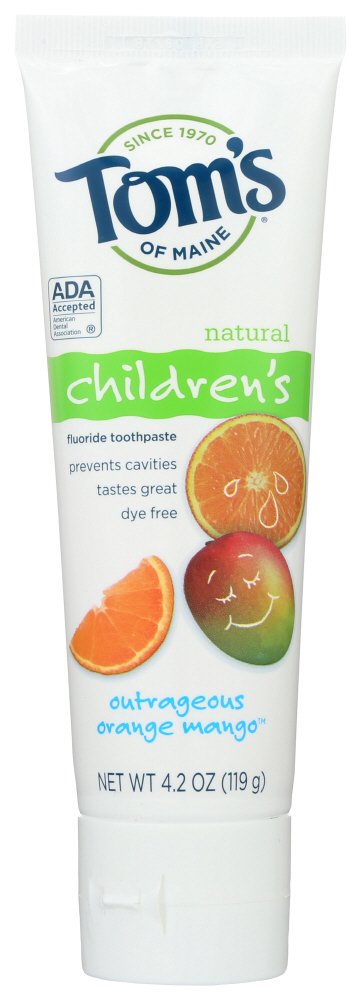 SINCE 1970
Tom's®
OF MAINE
ADA
Accepted
American
Dental
Association ®
natural
children's
fluoride toothpaste
prevents cavities
tastes great
dye free
outrageous
orange mango™
NET WT 4.2 OZ (119 g)